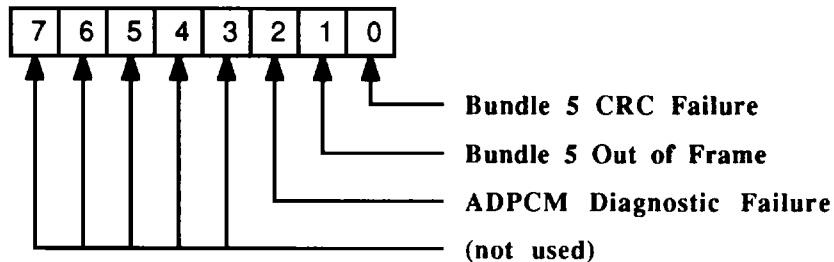 7 6 5 4 3 2 1 0
Bundle 5 CRC Failure
Bundle 5 Out of Frame
ADPCM Diagnostic Failure
(not used)